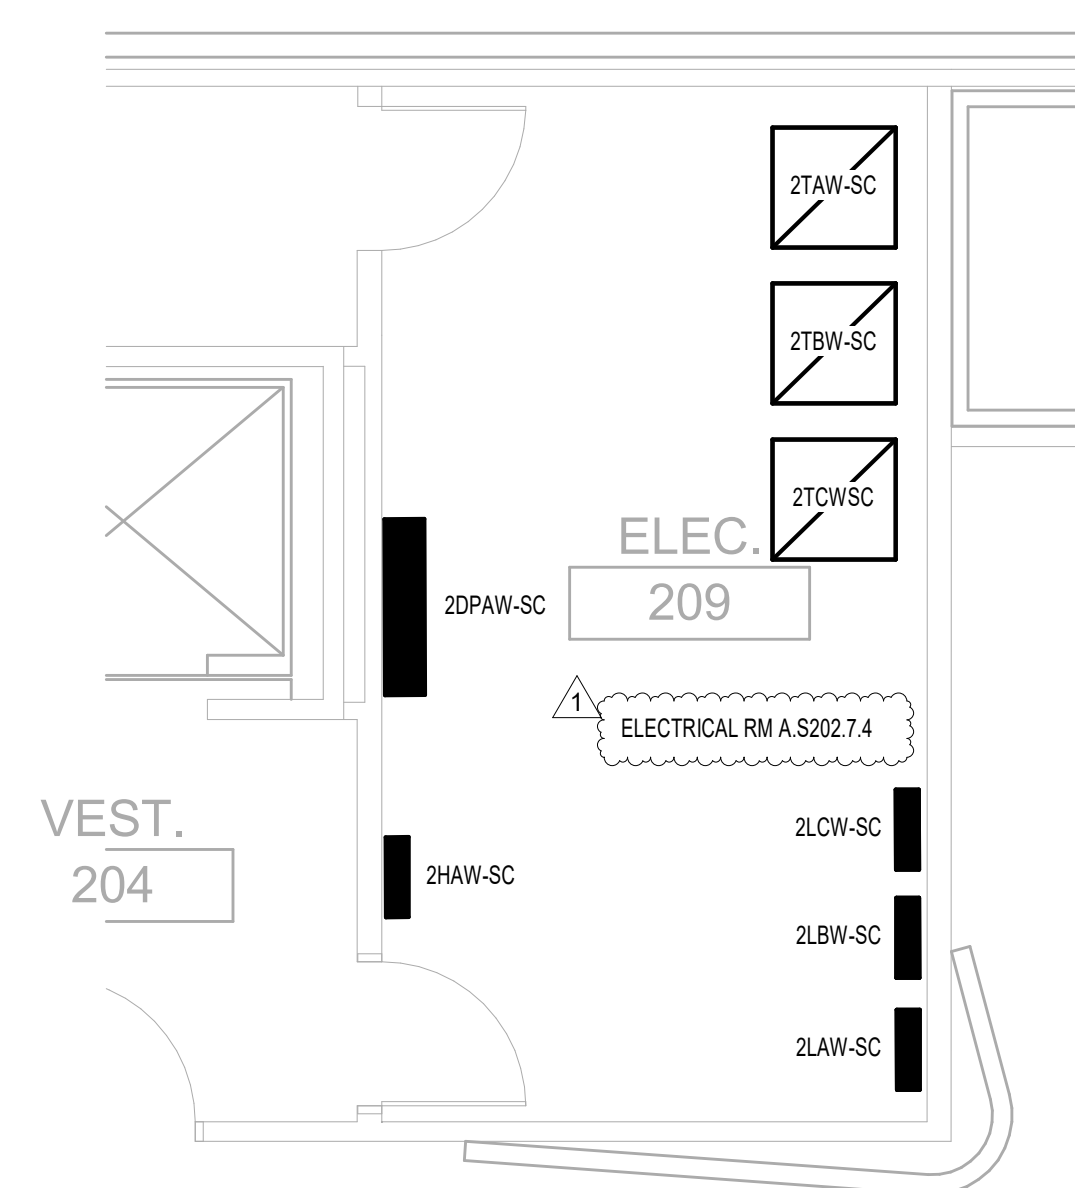 2TAW-SC
2TBW-SC
2TCWSC
ELEC.
209
2DPAW-SC
1
ELECTRICAL RM A.S202.7.4
VEST.
204
2LCW-SC
2HAW-SC
2LBW-SC
2LAW-SC